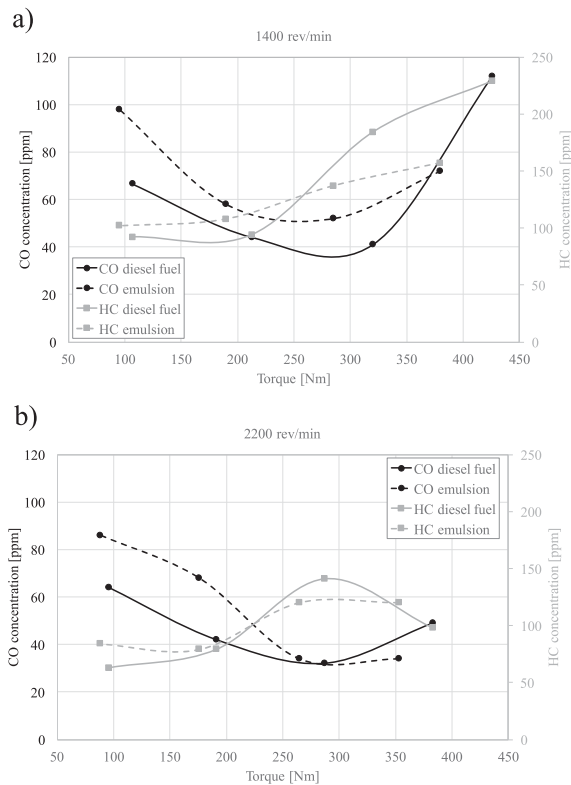 a)
1400 rev/min
120
100
80
60
40
20
0
CO concentration [ppm]
250
200
150
100
50
0
HC concentration [ppm]
CO diesel fuel
CO emulsion
HC diesel fuel
HC emulsion
50 100 150 200 250 300 350 400 450
Torque [Nm]
b)
2200 rev/min
120
100
80
60
40
20
0
CO concentration [ppm]
250
200
150
100
50
0
HC concentration [ppm]
CO diesel fuel
CO emulsion
HC diesel fuel
HC emulsion
50 100 150 200 250 300 350 400 450
Torque [Nm]